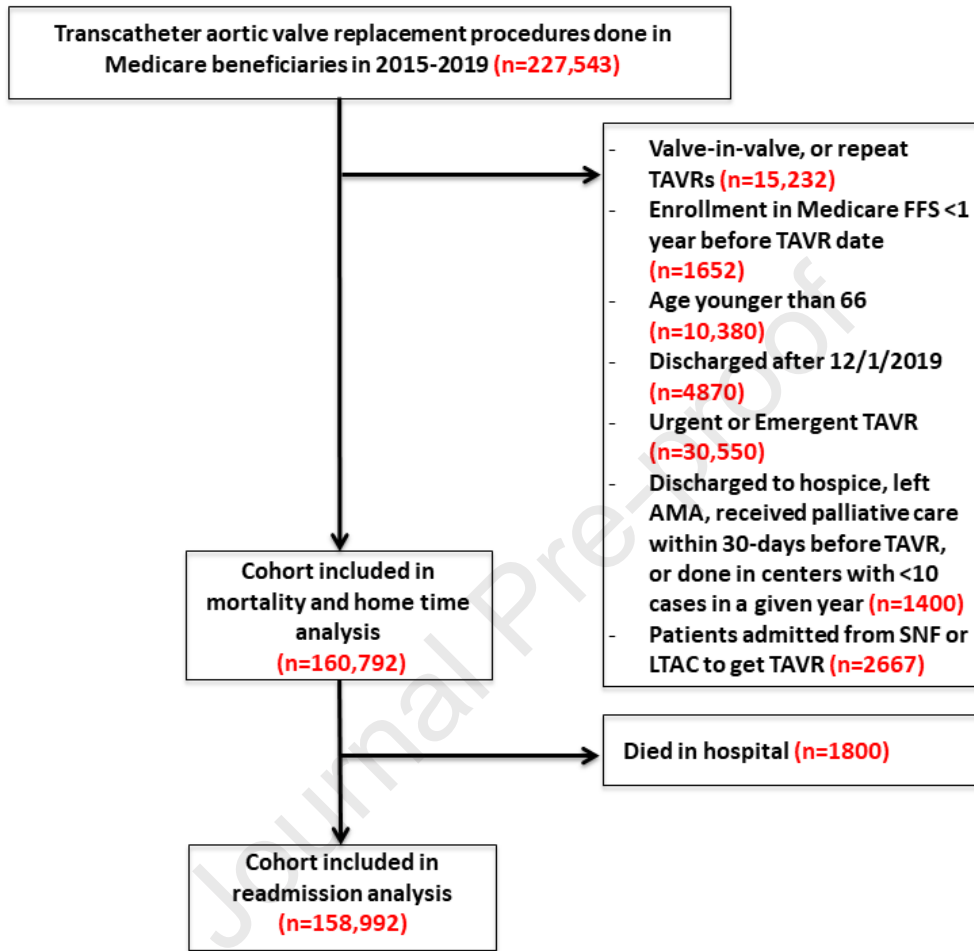 Transcatheter aortic valve replacement procedures done in
Medicare beneficiaries in 2015-2019 (n=227,543)
- Valve-in-valve, or repeat
TAVRs (n=15,232)
- Enrollment in Medicare FFS <1
year before TAVR date
(n=1652)
- Age younger than 66
(n=10,380)
- Discharged after 12/1/2019
(n=4870)
- Urgent or Emergent TAVR
(n=30,550)
- Discharged to hospice, left
AMA, received palliative care
within 30-days before TAVR,
or done in centers with <10
cases in a given year (n=1400)
- Patients admitted from SNF or
LTAC to get TAVR (n=2667)
Cohort included in
mortality and home time
analysis
(n=160,792)
Died in hospital (n=1800)
Cohort included in
readmission analysis
(n=158,992)
Journal Pre-proof